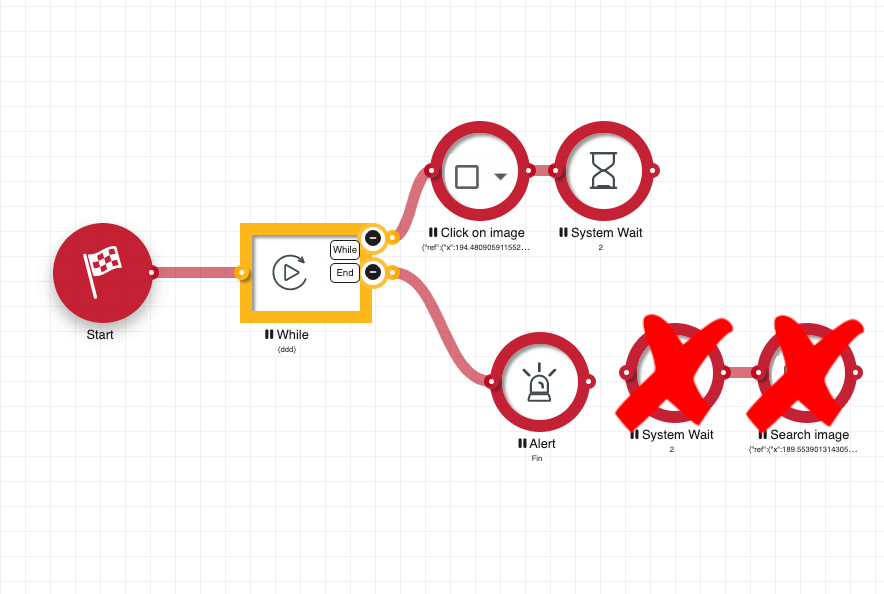 Click on image
{"ref":{"x":194.480905911552...
System Wait
2
While
End
Start
While
{ddd}
Alert
Fin
System Wait
2
Search image
{"ref":{"x":189.553901314305...